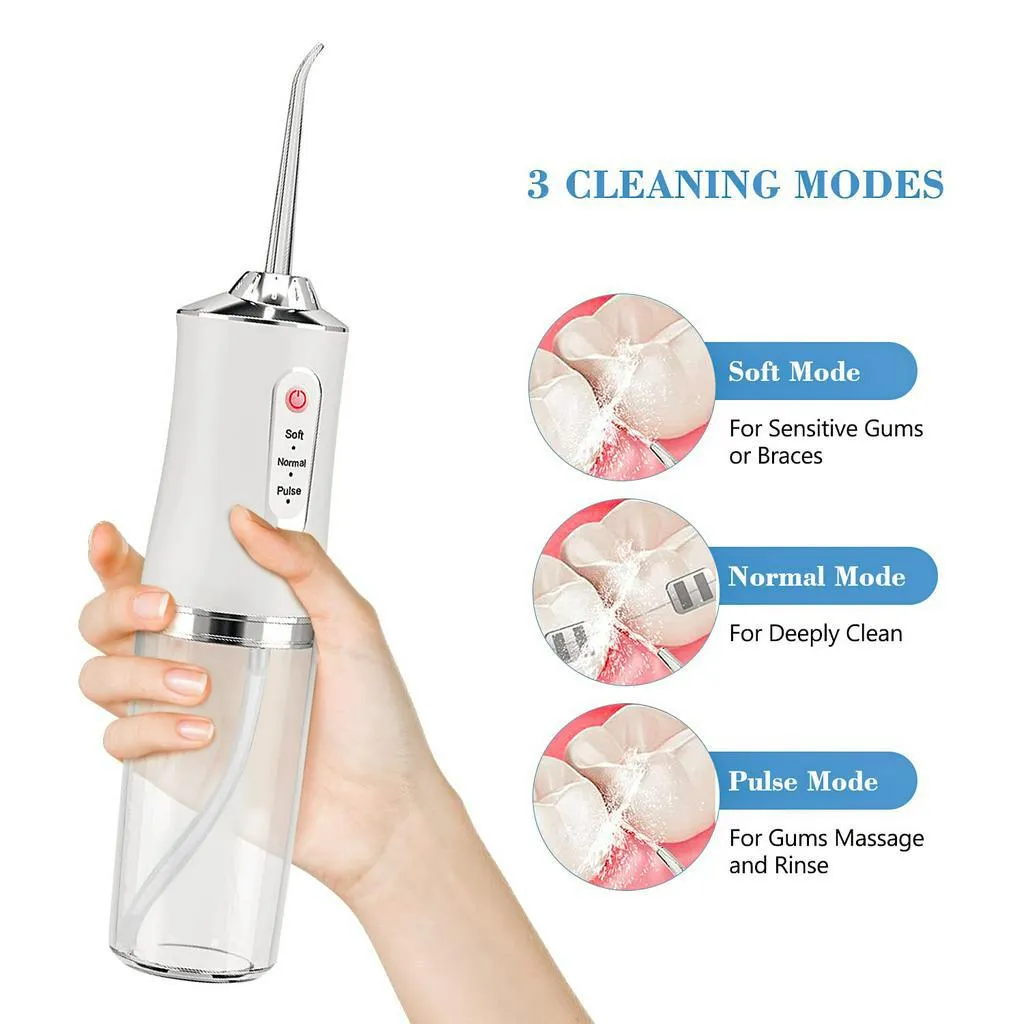 3 CLEANING MODES
Soft
Normal
Pulse
Soft Mode
For Sensitive Gums
or Braces
Normal Mode
For Deeply Clean
Pulse Mode
For Gums Massage
and Rinse